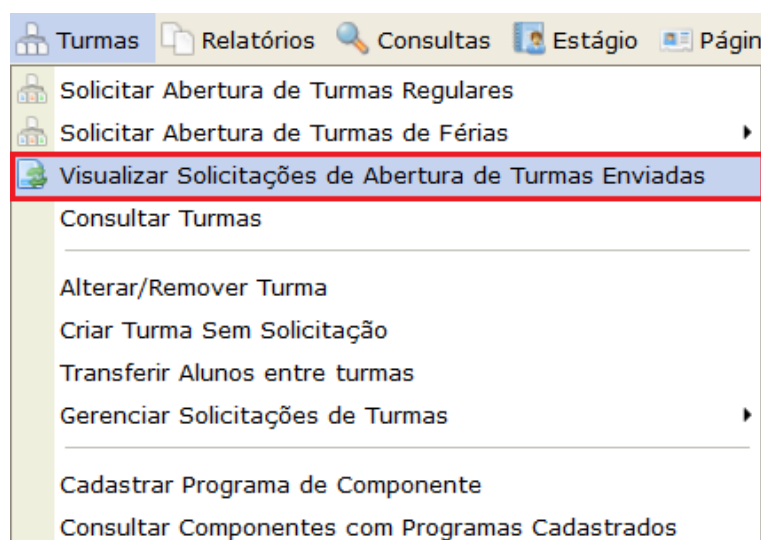 Turmas Relatórios Consultas Estágio Págin
Solicitar Abertura de Turmas Regulares
Solicitar Abertura de Turmas de Férias
Visualizar Solicitações de Abertura de Turmas Enviadas
Consultar Turmas
Alterar/Remover Turma
Criar Turma Sem Solicitação
Transferir Alunos entre turmas
Gerenciar Solicitações de Turmas
Cadastrar Programa de Componente
Consultar Componentes com Programas Cadastrados